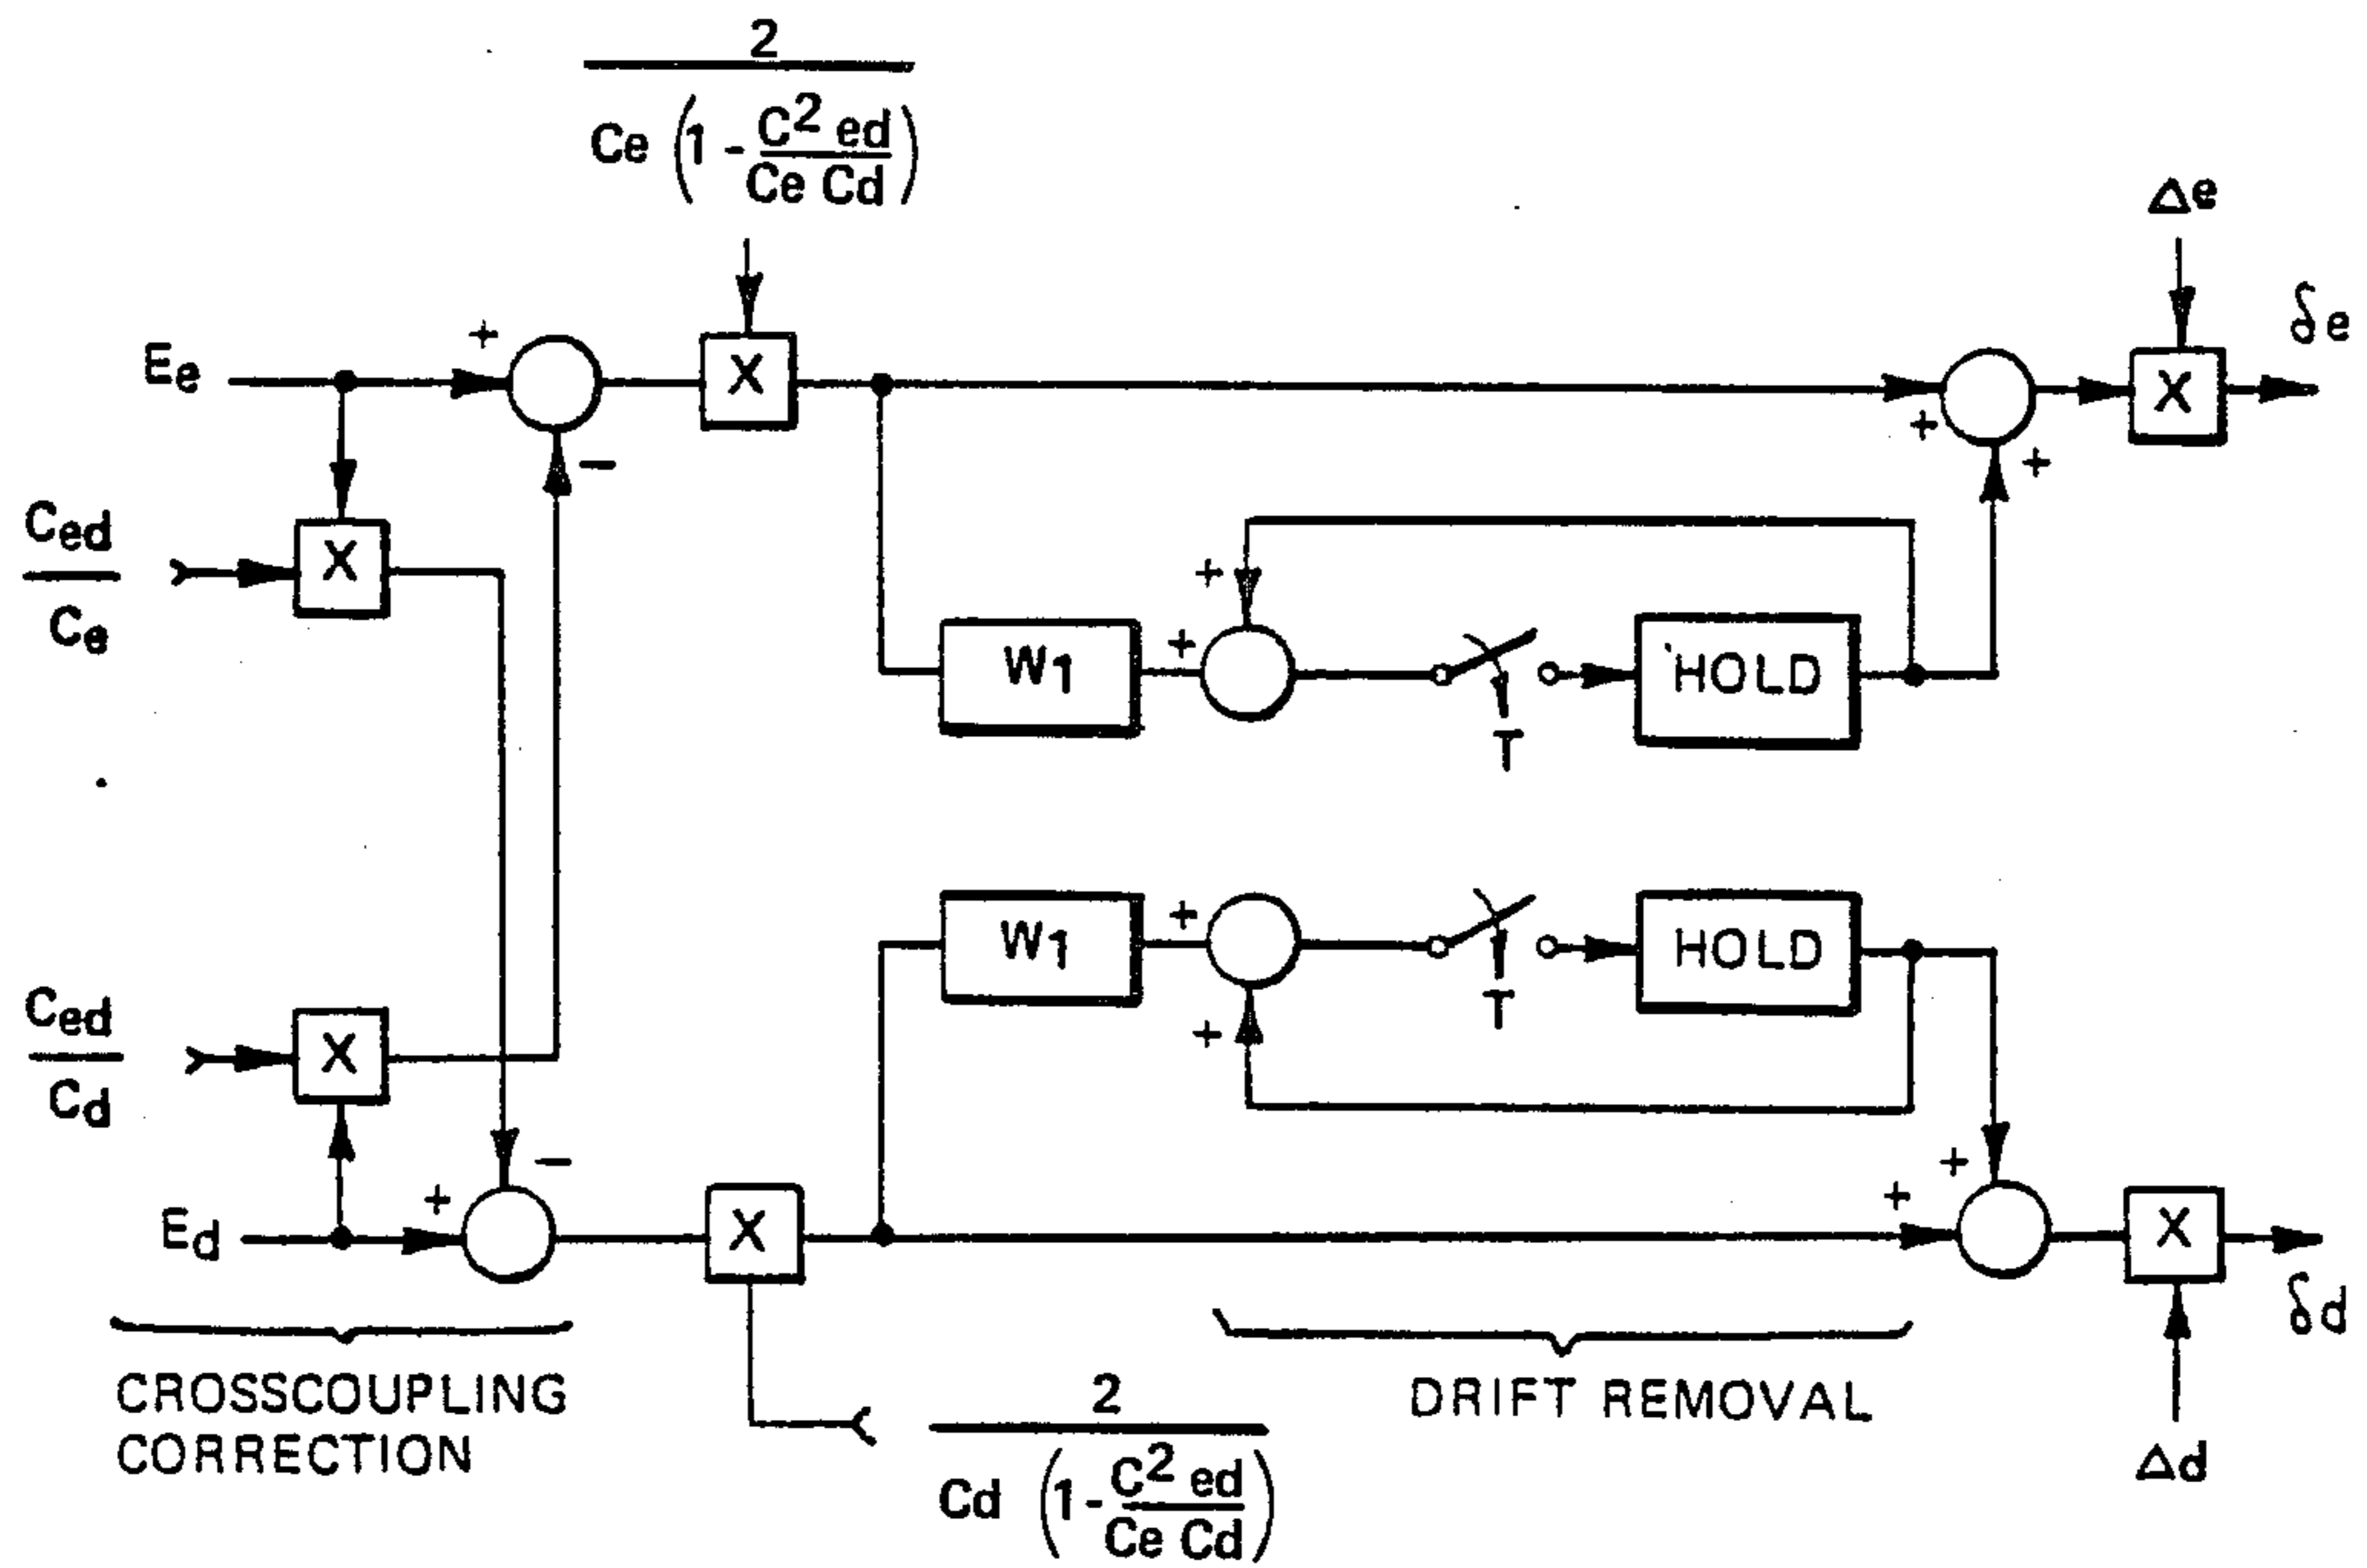 2
Ce (1 - C² ed / Ce Cd)
Δe
δe
+
Ee
X
X
+
−
+
Ced
Ce
X
+
+
W1
HOLD
T
W1
+
HOLD
T
+
Ced
Cd
X
−
+
+
+
Ed
X
X
δd
CROSSCOUPLING
CORRECTION
DRIFT REMOVAL
2
Cd (1 - C² ed / Ce Cd)
Δd